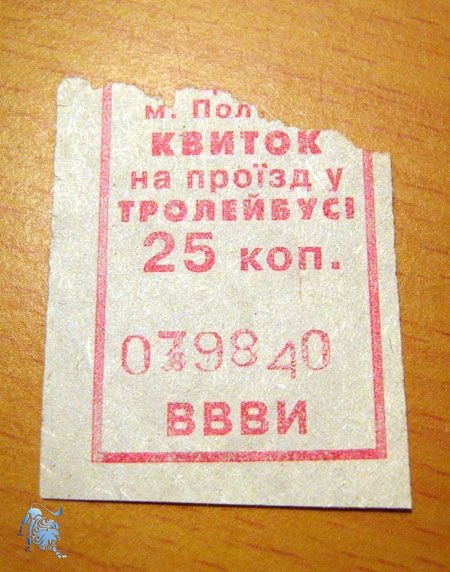 м. Пол
КВИТОК
на проїзд у
ТРОЛЕЙБУСІ
25 коп.
079840
ВВВИ